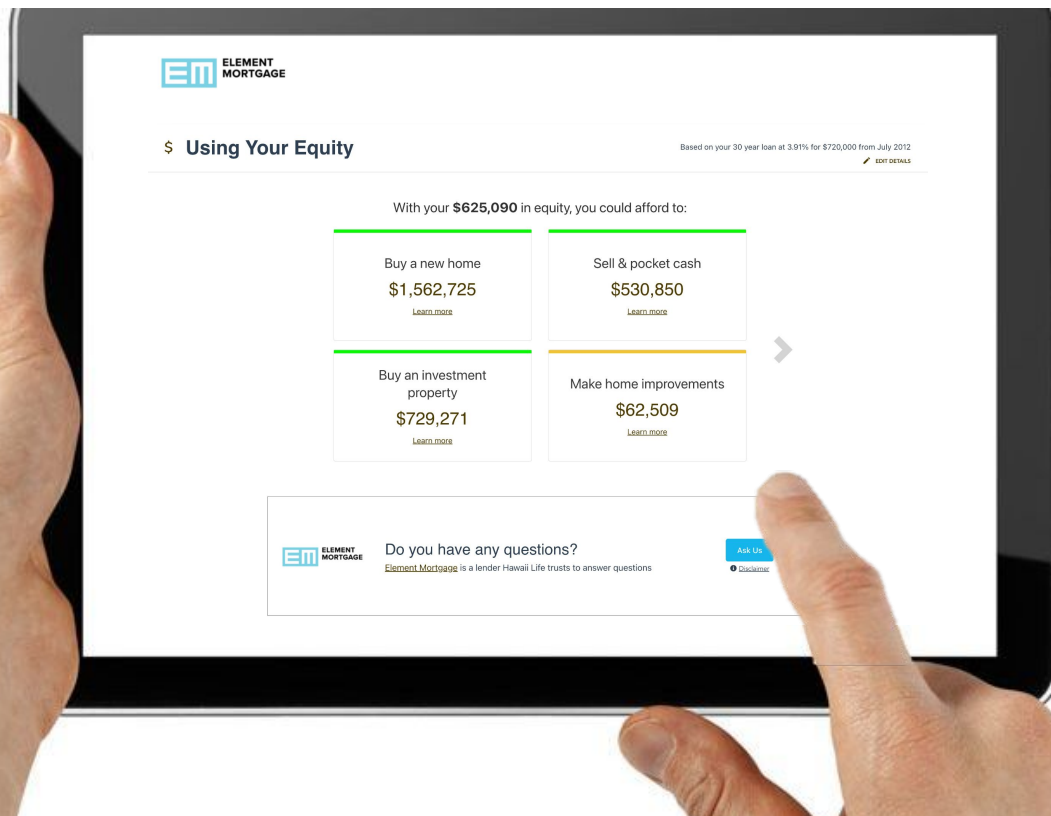 EM ELEMENT
MORTGAGE
$ Using Your Equity
Based on your 30 year loan at 3.91% for $720,000 from July 2012
EDIT DETAILS
With your $625,090 in equity, you could afford to:
Buy a new home
$1,562,725
Learn more
Sell & pocket cash
$530,850
Learn more
Buy an investment
property
$729,271
Learn more
Make home improvements
$62,509
Learn more
EM ELEMENT
MORTGAGE
Do you have any questions?
Element Mortgage is a lender Hawaii Life trusts to answer questions
Ask Us
Disclaimer